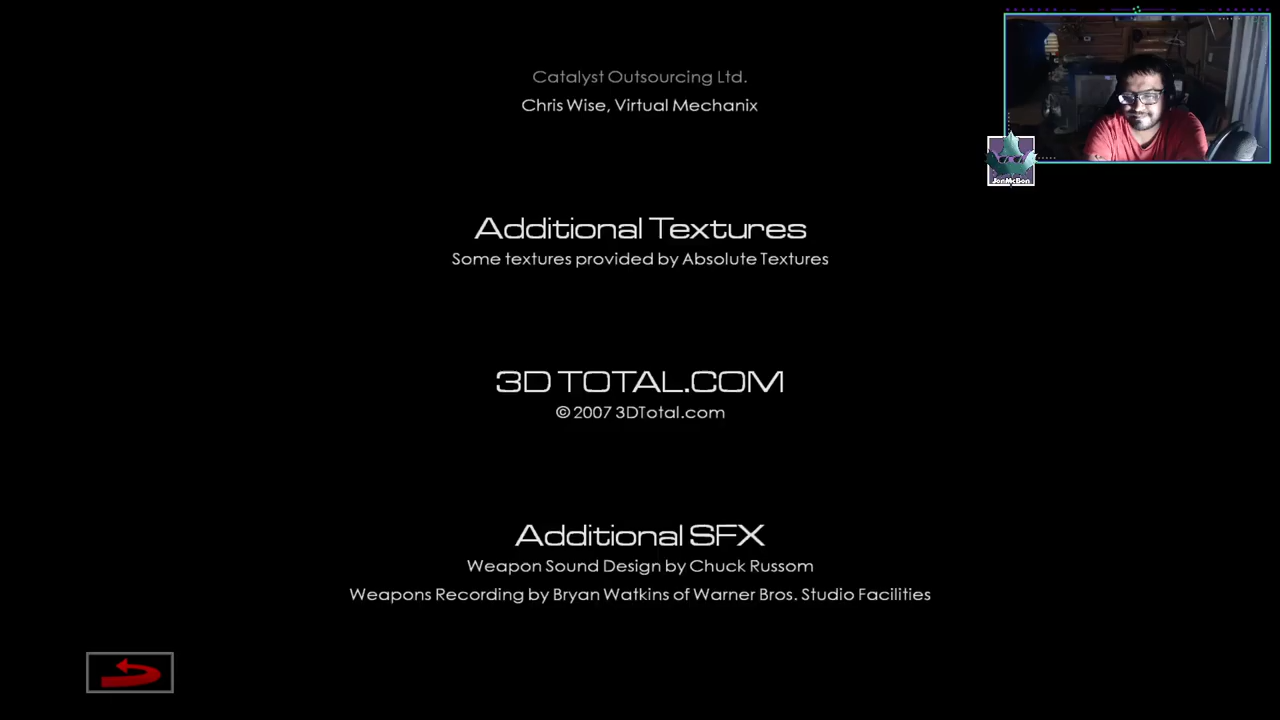 Catalyst Outsourcing Ltd.
Chris Wise, Virtual Mechanix
JonMcBon
Additional Textures
Some textures provided by Absolute Textures
3D TOTAL.COM
© 2007 3DTotal.com
Additional SFX
Weapon Sound Design by Chuck Russom
Weapons Recording by Bryan Watkins of Warner Bros. Studio Facilities